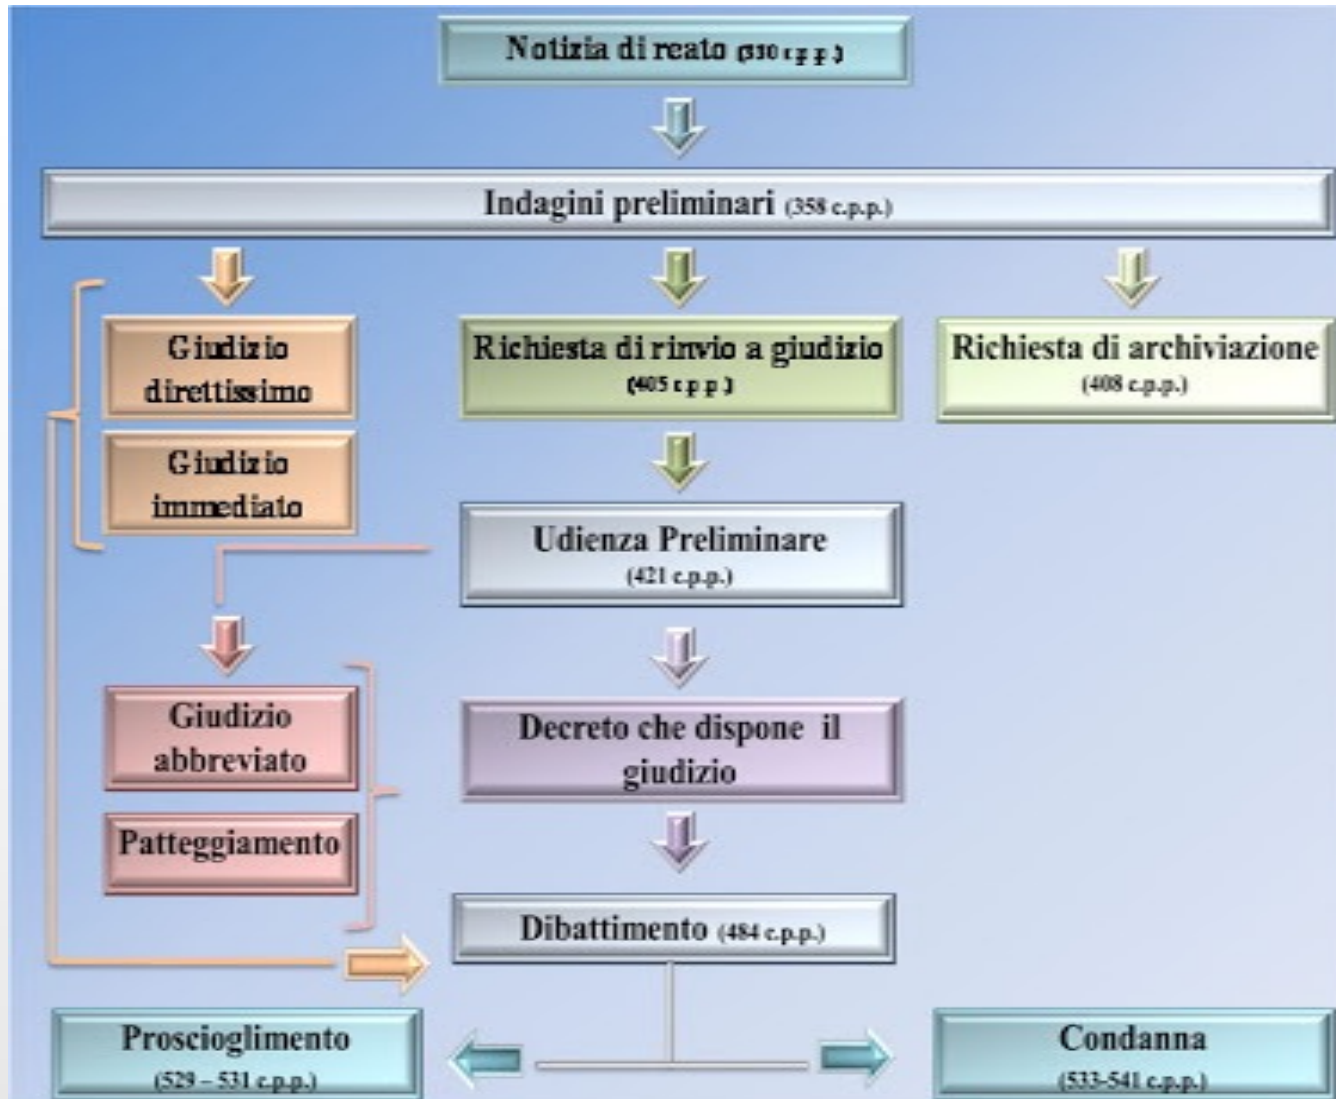 Notizia di reato (330 c.p.p.)
Indagini preliminari (358 c.p.p.)
Giudizio
direttissimo
Richiesta di rinvio a giudizio
(405 c.p.p.)
Richiesta di archiviazione
(408 c.p.p.)
Giudizio
immediato
Udienza Preliminare
(421 c.p.p.)
Giudizio
abbreviato
Decreto che dispone il
giudizio
Patteggiamento
Dibattimento (484 c.p.p.)
Proscioglimento
(529 – 531 c.p.p.)
Condanna
(533-541 c.p.p.)